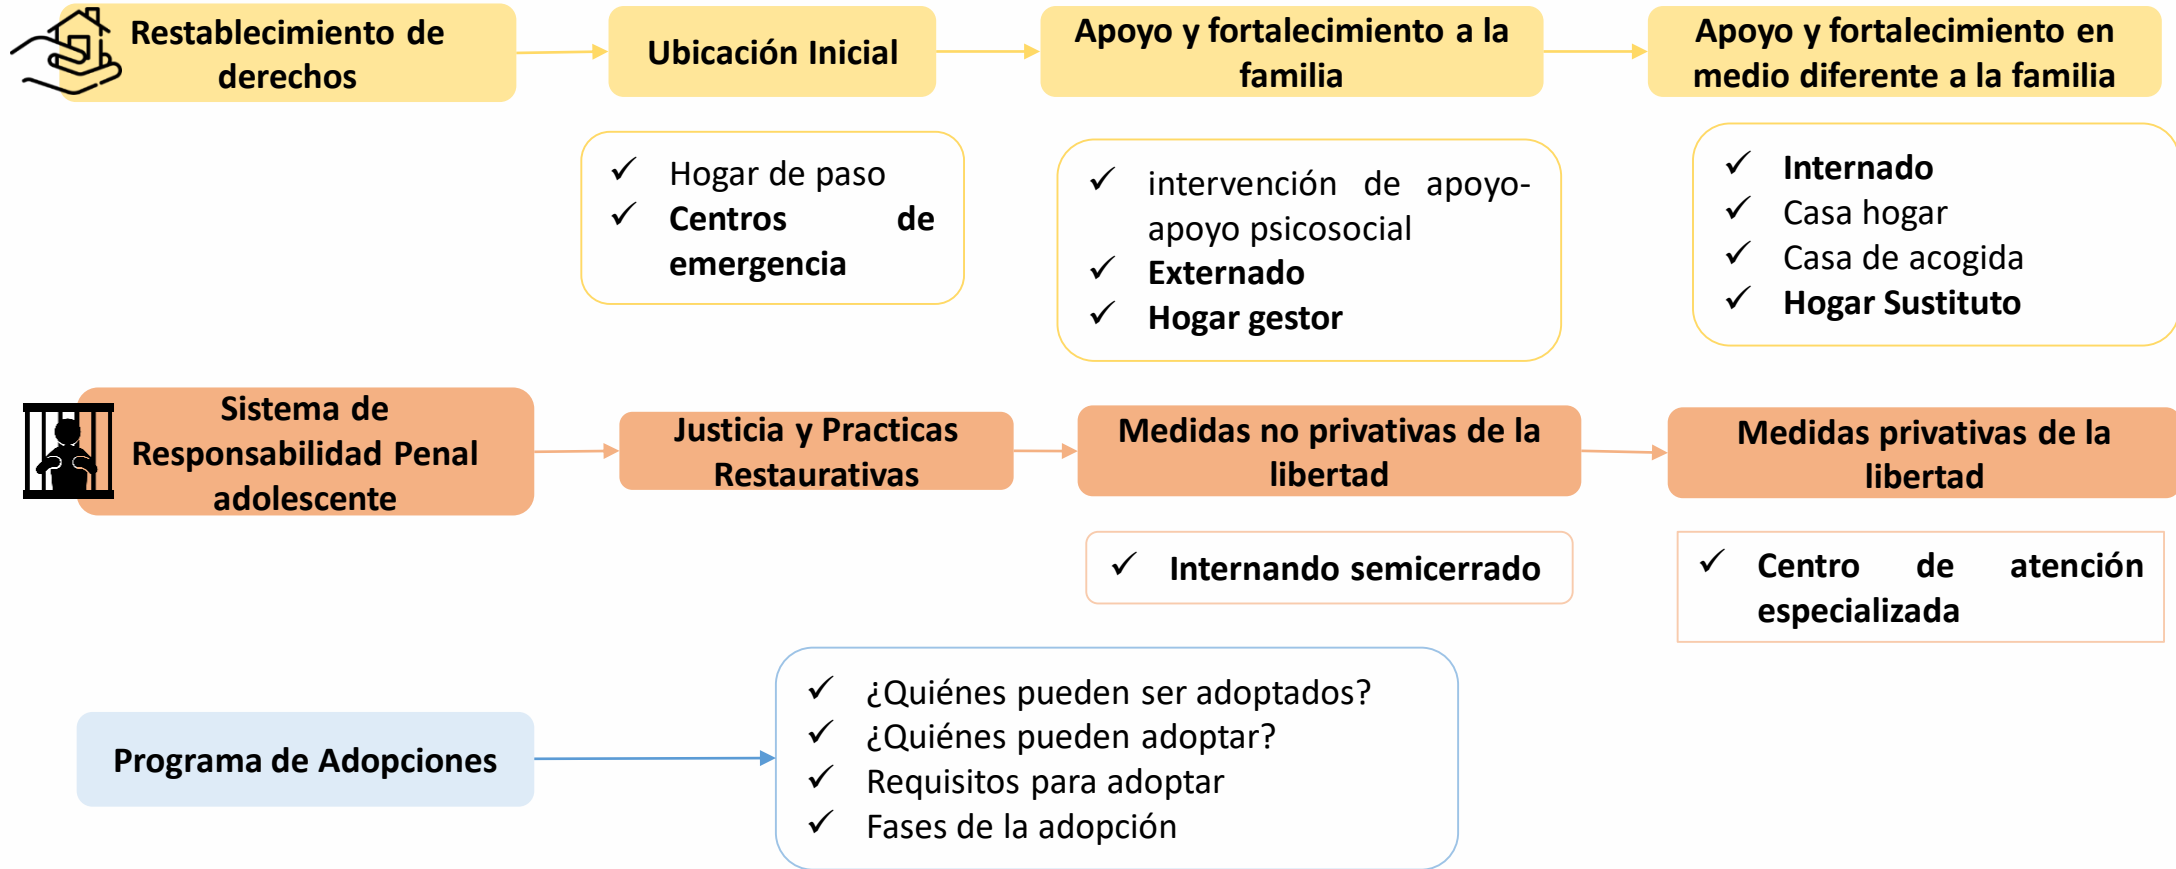 Restablecimiento de
derechos
Ubicación Inicial
Apoyo y fortalecimiento a la
familia
Apoyo y fortalecimiento en
medio diferente a la familia
✓ Hogar de paso
✓ Centros de
emergencia
✓ intervención de apoyo-
apoyo psicosocial
✓ Externado
✓ Hogar gestor
✓ Internado
✓ Casa hogar
✓ Casa de acogida
✓ Hogar Sustituto
Sistema de
Responsabilidad Penal
adolescente
Justicia y Practicas
Restaurativas
Medidas no privativas de la
libertad
Medidas privativas de la
libertad
✓ Internando semicerrado
✓ Centro de atención
especializada
Programa de Adopciones
✓ ¿Quiénes pueden ser adoptados?
✓ ¿Quiénes pueden adoptar?
✓ Requisitos para adoptar
✓ Fases de la adopción